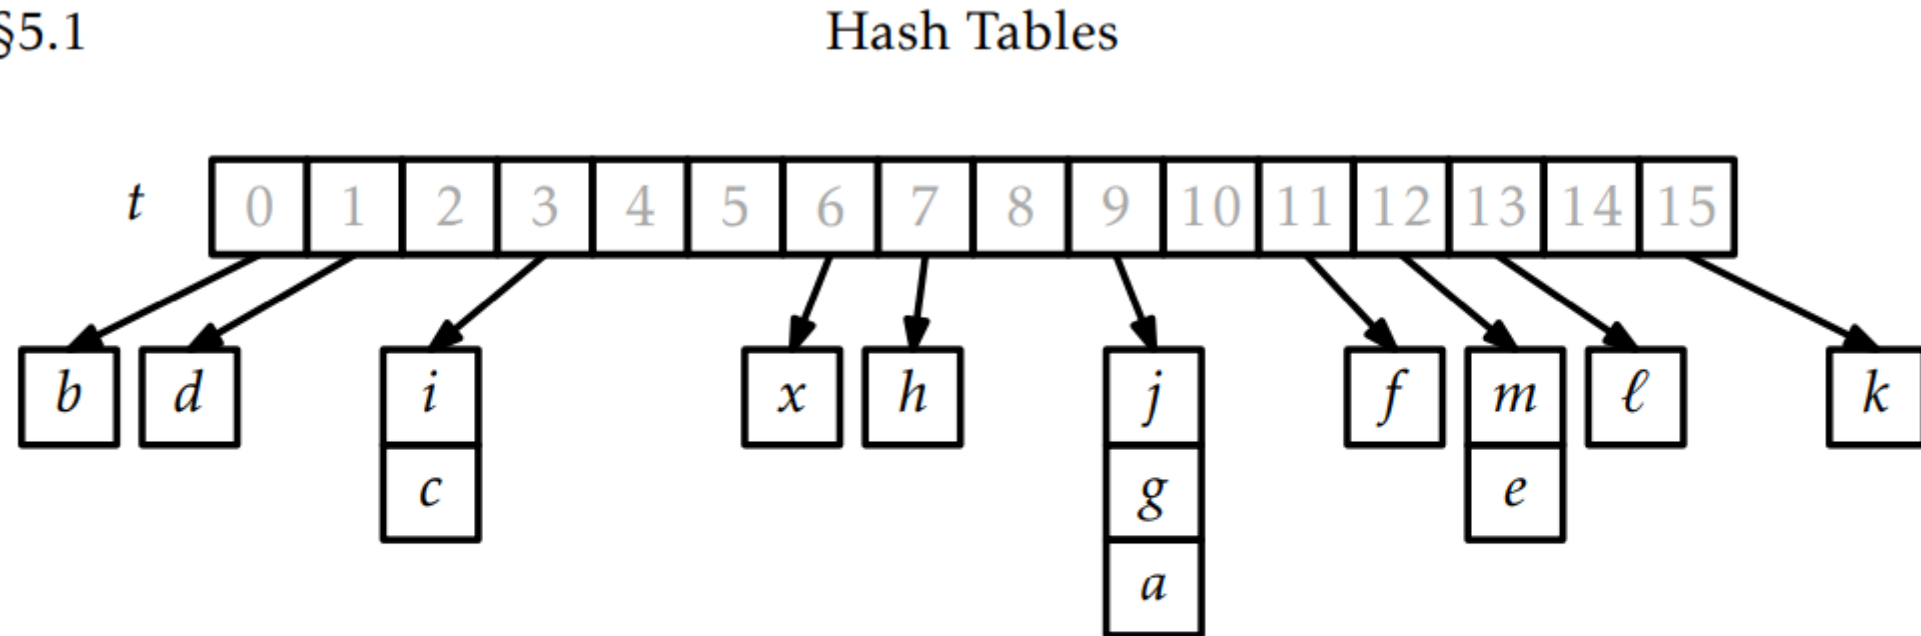 §5.1 Hash Tables
t 0 1 2 3 4 5 6 7 8 9 10 11 12 13 14 15
b d i x h j f m ℓ k
c g e
a